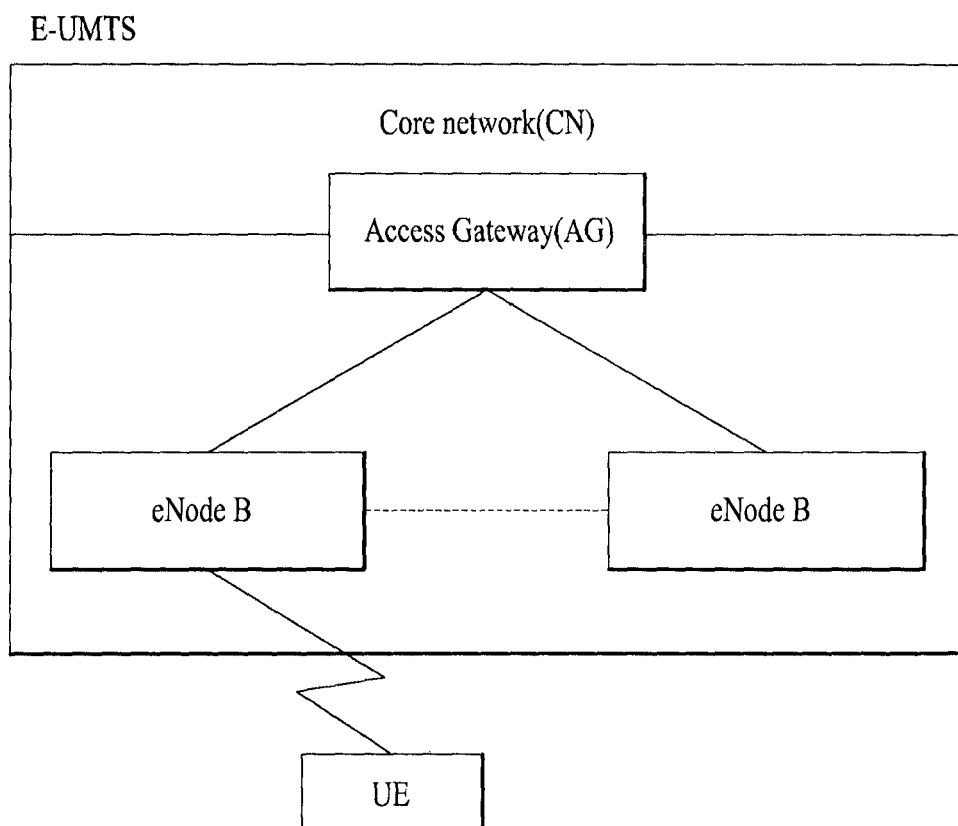 E-UMTS
Core network(CN)
Access Gateway(AG)
eNode B
eNode B
UE